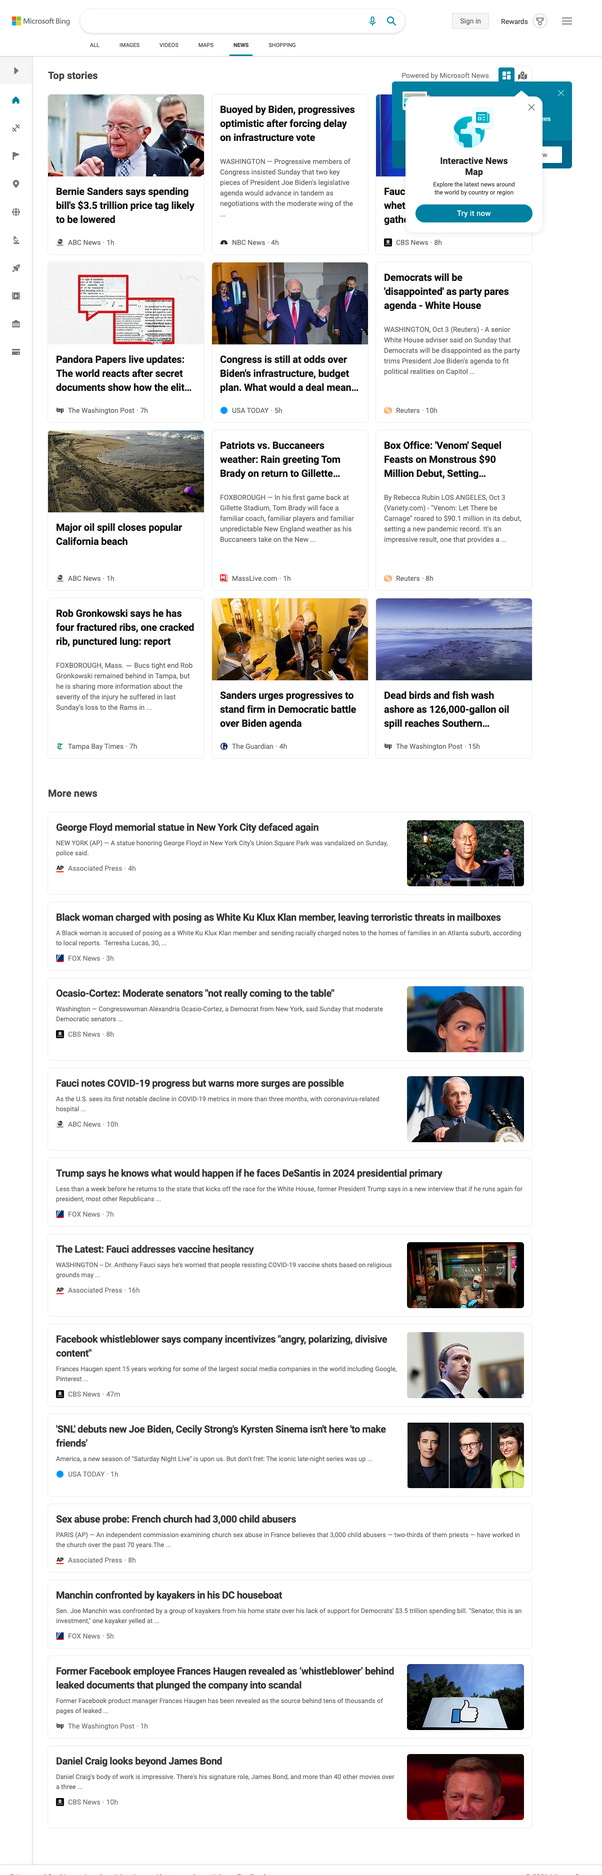 Microsoft Bing
Sign in
Rewards
ALL
IMAGES
VIDEOS
MAPS
NEWS
SHOPPING
Top stories
Powered by Microsoft News
Interactive News
Map
Explore the latest news around
the world by country or region
Try it now
Bernie Sanders says spending
bill's $3.5 trillion price tag likely
to be lowered
ABC News · 1h
Buoyed by Biden, progressives
optimistic after forcing delay
on infrastructure vote
WASHINGTON — Progressive members of
Congress insisted Sunday that two key
pieces of President Joe Biden's legislative
agenda would advance in tandem as
negotiations with the moderate wing of the
...
NBC News · 4h
Fauc
whet
gathe
CBS News · 8h
Pandora Papers live updates:
The world reacts after secret
documents show how the elit...
The Washington Post · 7h
Congress is still at odds over
Biden's infrastructure, budget
plan. What would a deal mean...
USA TODAY · 5h
Democrats will be
'disappointed' as party pares
agenda - White House
WASHINGTON, Oct 3 (Reuters) - A senior
White House adviser said on Sunday that
Democrats will be disappointed as the party
trims President Joe Biden's agenda to fit
political realities on Capitol ...
Reuters · 10h
Major oil spill closes popular
California beach
ABC News · 1h
Patriots vs. Buccaneers
weather: Rain greeting Tom
Brady on return to Gillette...
FOXBOROUGH — In his first game back at
Gillette Stadium, Tom Brady will face a
familiar coach, familiar players and familiar
unpredictable New England weather as his
Buccaneers take on the New ...
MassLive.com · 1h
Box Office: 'Venom' Sequel
Feasts on Monstrous $90
Million Debut, Setting...
By Rebecca Rubin LOS ANGELES, Oct 3
(Variety.com) - "Venom: Let There be
Carnage" roared to $90.1 million in its debut,
setting a new pandemic record. It's an
impressive result, one that provides a ...
Reuters · 8h
Rob Gronkowski says he has
four fractured ribs, one cracked
rib, punctured lung: report
FOXBOROUGH, Mass. — Bucs tight end Rob
Gronkowski remained behind in Tampa, but
he is sharing more information about the
severity of the injury he suffered in last
Sunday's loss to the Rams in ...
Tampa Bay Times · 7h
Sanders urges progressives to
stand firm in Democratic battle
over Biden agenda
The Guardian · 4h
Dead birds and fish wash
ashore as 126,000-gallon oil
spill reaches Southern...
The Washington Post · 15h
More news
George Floyd memorial statue in New York City defaced again
NEW YORK (AP) — A statue honoring George Floyd in New York City's Union Square Park was vandalized on Sunday,
police said.
Associated Press · 4h
Black woman charged with posing as White Ku Klux Klan member, leaving terroristic threats in mailboxes
A Black woman is accused of posing as a White Ku Klux Klan member and sending racially charged notes to the homes of families in an Atlanta suburb, according
to local reports. Terresha Lucas, 30, ...
FOX News · 3h
Ocasio-Cortez: Moderate senators "not really coming to the table"
Washington — Congresswoman Alexandria Ocasio-Cortez, a Democrat from New York, said Sunday that moderate
Democratic senators ...
CBS News · 8h
Fauci notes COVID-19 progress but warns more surges are possible
As the U.S. sees its first notable decline in COVID-19 metrics in more than three months, with coronavirus-related
hospital ...
ABC News · 10h
Trump says he knows what would happen if he faces DeSantis in 2024 presidential primary
Less than a week before he returns to the state that kicks off the race for the White House, former President Trump says in a new interview that if he runs again for
president, most other Republicans ...
FOX News · 7h
The Latest: Fauci addresses vaccine hesitancy
WASHINGTON – Dr. Anthony Fauci says he's worried that people resisting COVID-19 vaccine shots based on religious
grounds may ...
Associated Press · 16h
Facebook whistleblower says company incentivizes "angry, polarizing, divisive
content"
Frances Haugen spent 15 years working for some of the largest social media companies in the world including Google,
Pinterest ...
CBS News · 47m
'SNL' debuts new Joe Biden, Cecily Strong's Kyrsten Sinema isn't here 'to make
friends'
America, a new season of "Saturday Night Live" is upon us. But don't fret: The iconic late-night series was up ...
USA TODAY · 1h
Sex abuse probe: French church had 3,000 child abusers
PARIS (AP) — An independent commission examining church sex abuse in France believes that 3,000 child abusers — two-thirds of them priests — have worked in
the church over the past 70 years.The ...
Associated Press · 8h
Manchin confronted by kayakers in his DC houseboat
Sen. Joe Manchin was confronted by a group of kayakers from his home state over his lack of support for Democrats' $3.5 trillion spending bill. "Senator, this is an
investment," one kayaker yelled at ...
FOX News · 5h
Former Facebook employee Frances Haugen revealed as 'whistleblower' behind
leaked documents that plunged the company into scandal
Former Facebook product manager Frances Haugen has been revealed as the source behind tens of thousands of
pages of leaked ...
The Washington Post · 1h
Daniel Craig looks beyond James Bond
Daniel Craig's body of work is impressive. There's his signature role, James Bond, and more than 40 other movies over
a three ...
CBS News · 10h